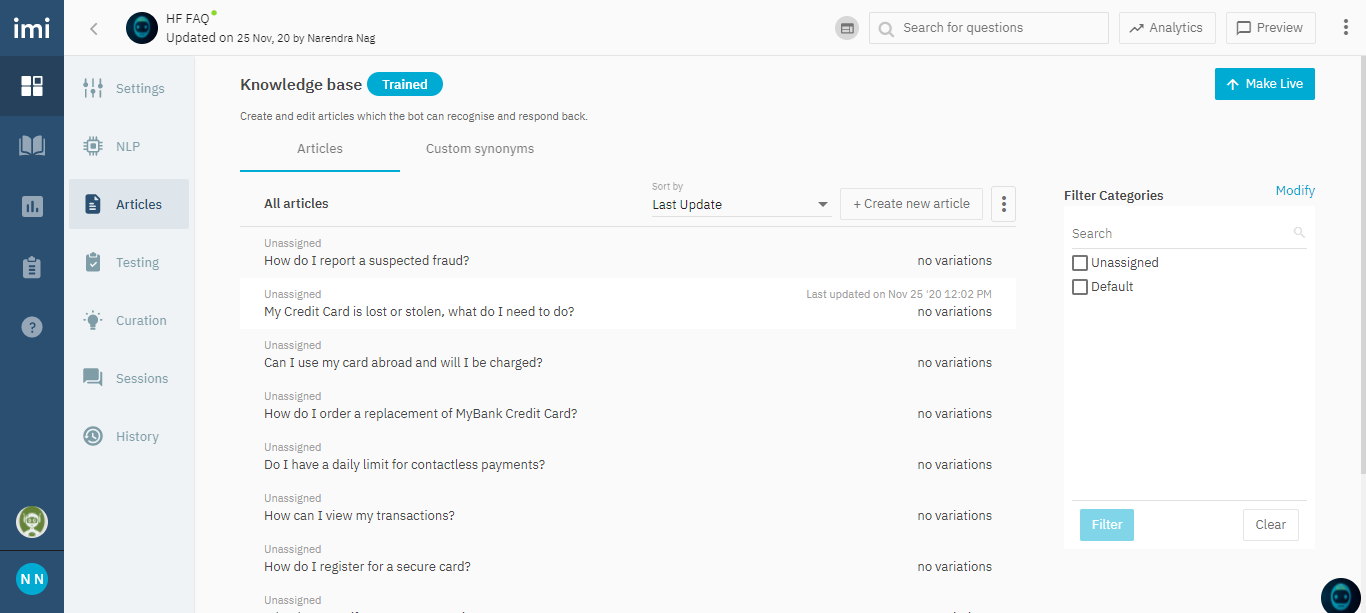 imi
HF FAQ
Updated on 25 Nov, 20 by Narendra Nag
Search for questions
Analytics
Preview
Settings
NLP
Articles
Testing
Curation
Sessions
History
?
N N
Knowledge base
Trained
Make Live
Create and edit articles which the bot can recognise and respond back.
Articles
Custom synonyms
All articles
Sort by
Last Update
+ Create new article
Unassigned
How do I report a suspected fraud?
no variations
Unassigned
Last updated on Nov 25 '20 12:02 PM
My Credit Card is lost or stolen, what do I need to do?
no variations
Unassigned
Can I use my card abroad and will I be charged?
no variations
Unassigned
How do I order a replacement of MyBank Credit Card?
no variations
Unassigned
Do I have a daily limit for contactless payments?
no variations
Unassigned
How can I view my transactions?
no variations
Unassigned
How do I register for a secure card?
no variations
Unassigned
Filter Categories
Modify
Search
Unassigned
Default
Filter
Clear